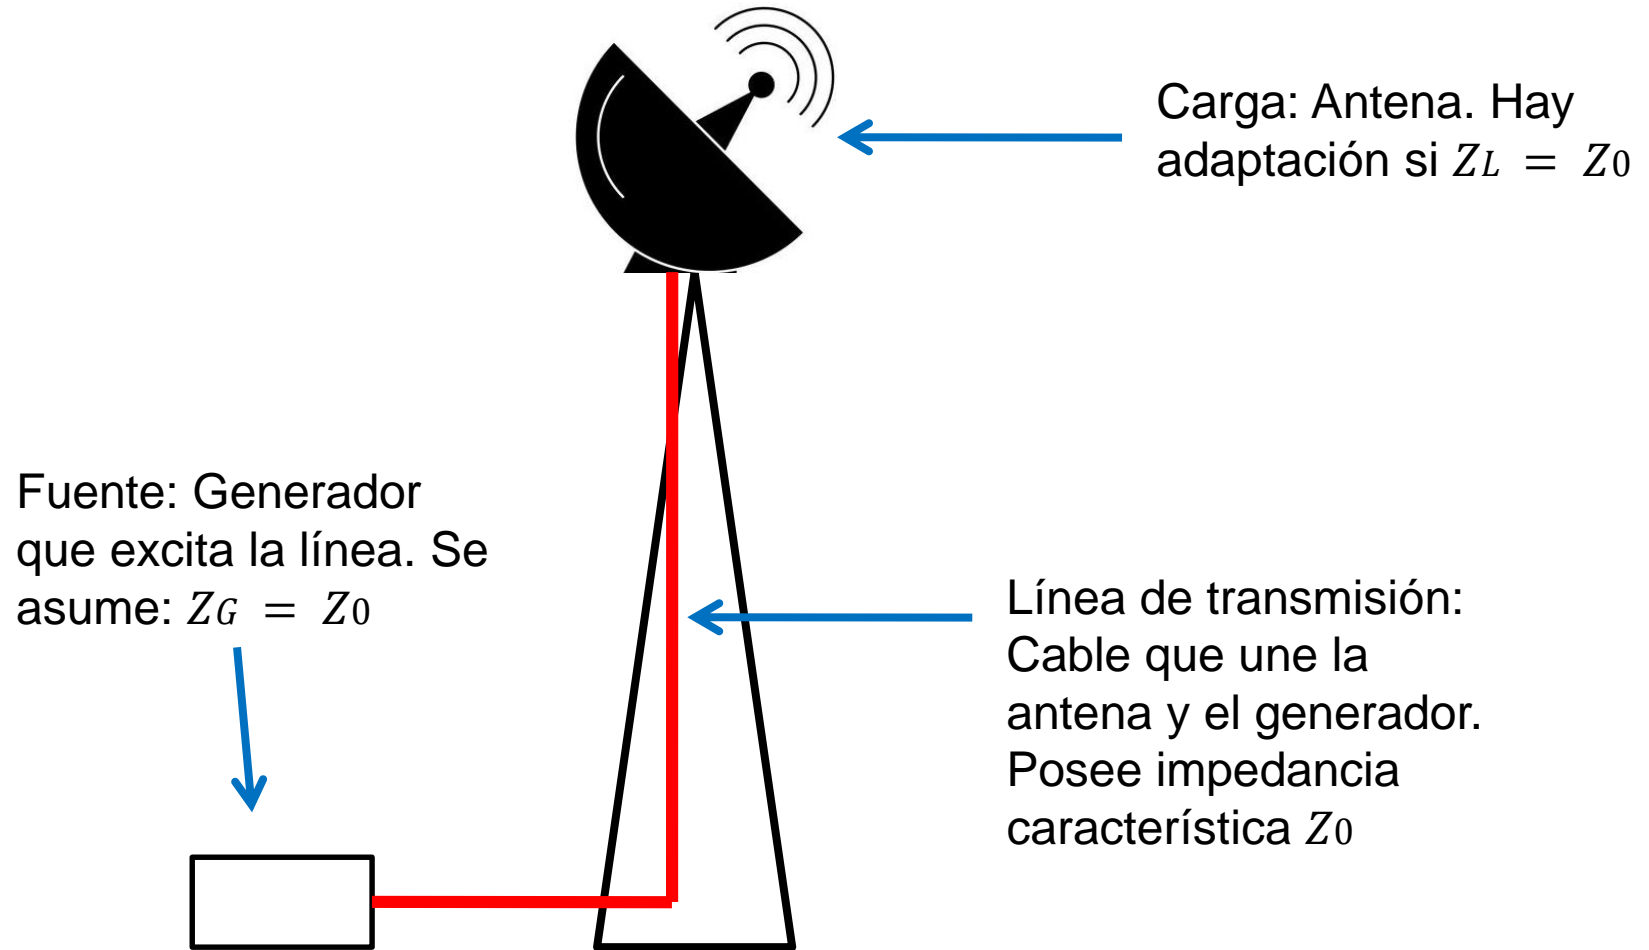 Carga: Antena. Hay
adaptación si ZL = Z0
Fuente: Generador
que excita la línea. Se
asume: ZG = Z0
Línea de transmisión:
Cable que une la
antena y el generador.
Posee impedancia
característica Z0